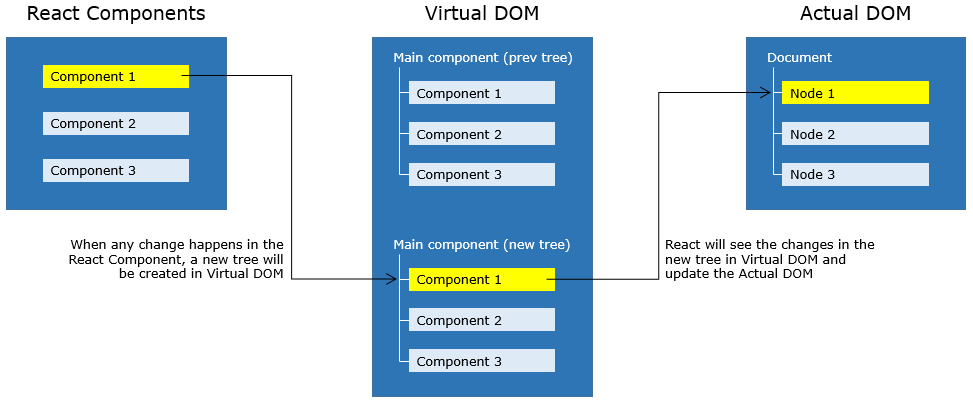 React Components
Component 1
Component 2
Component 3
When any change happens in the
React Component, a new tree will
be created in Virtual DOM
Virtual DOM
Main component (prev tree)
Component 1
Component 2
Component 3
Main component (new tree)
Component 1
Component 2
Component 3
Actual DOM
Document
Node 1
Node 2
Node 3
React will see the changes in the
new tree in Virtual DOM and
update the Actual DOM